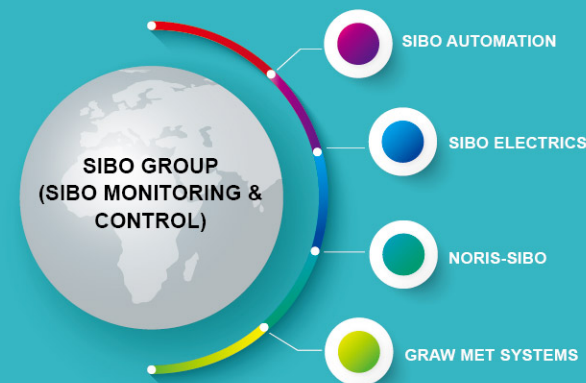 SIBO GROUP
(SIBO MONITORING &
CONTROL)
SIBO AUTOMATION
SIBO ELECTRICS
NORIS-SIBO
GRAW MET SYSTEMS